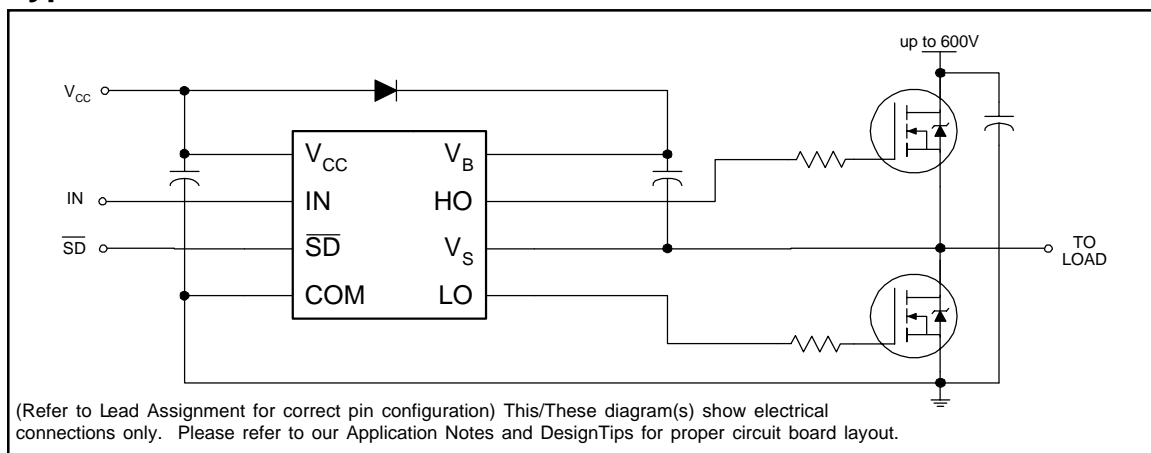 up to 600V
VCC
VCC
VB
IN
IN
HO
SD
SD
VS
TO
LOAD
COM
LO
(Refer to Lead Assignment for correct pin configuration) This/These diagram(s) show electrical
connections only. Please refer to our Application Notes and DesignTips for proper circuit board layout.